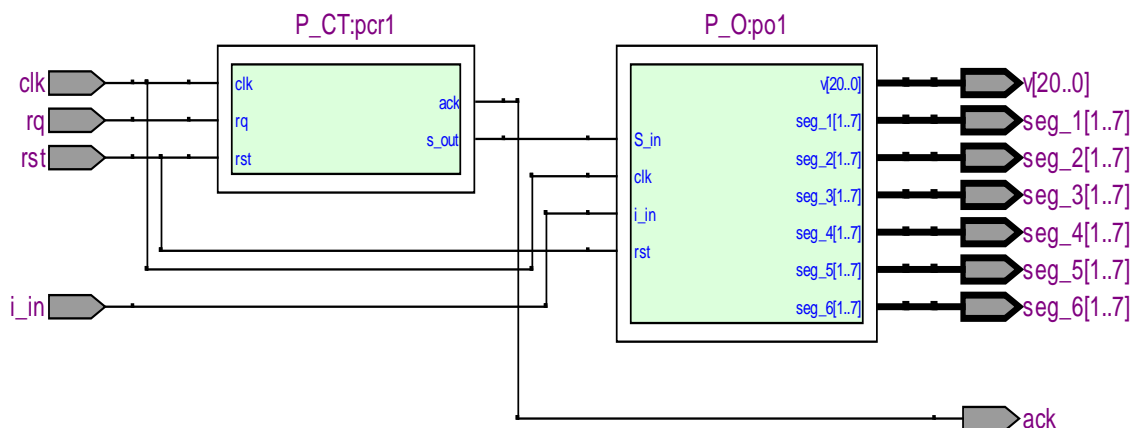 P_CT:pcr1
P_O:po1
clk
rq
rst
i_in
clk
rq
rst
ack
s_out
S_in
clk
i_in
rst
v[20..0]
seg_1[1..7]
seg_2[1..7]
seg_3[1..7]
seg_4[1..7]
seg_5[1..7]
seg_6[1..7]
v[20..0]
seg_1[1..7]
seg_2[1..7]
seg_3[1..7]
seg_4[1..7]
seg_5[1..7]
seg_6[1..7]
ack